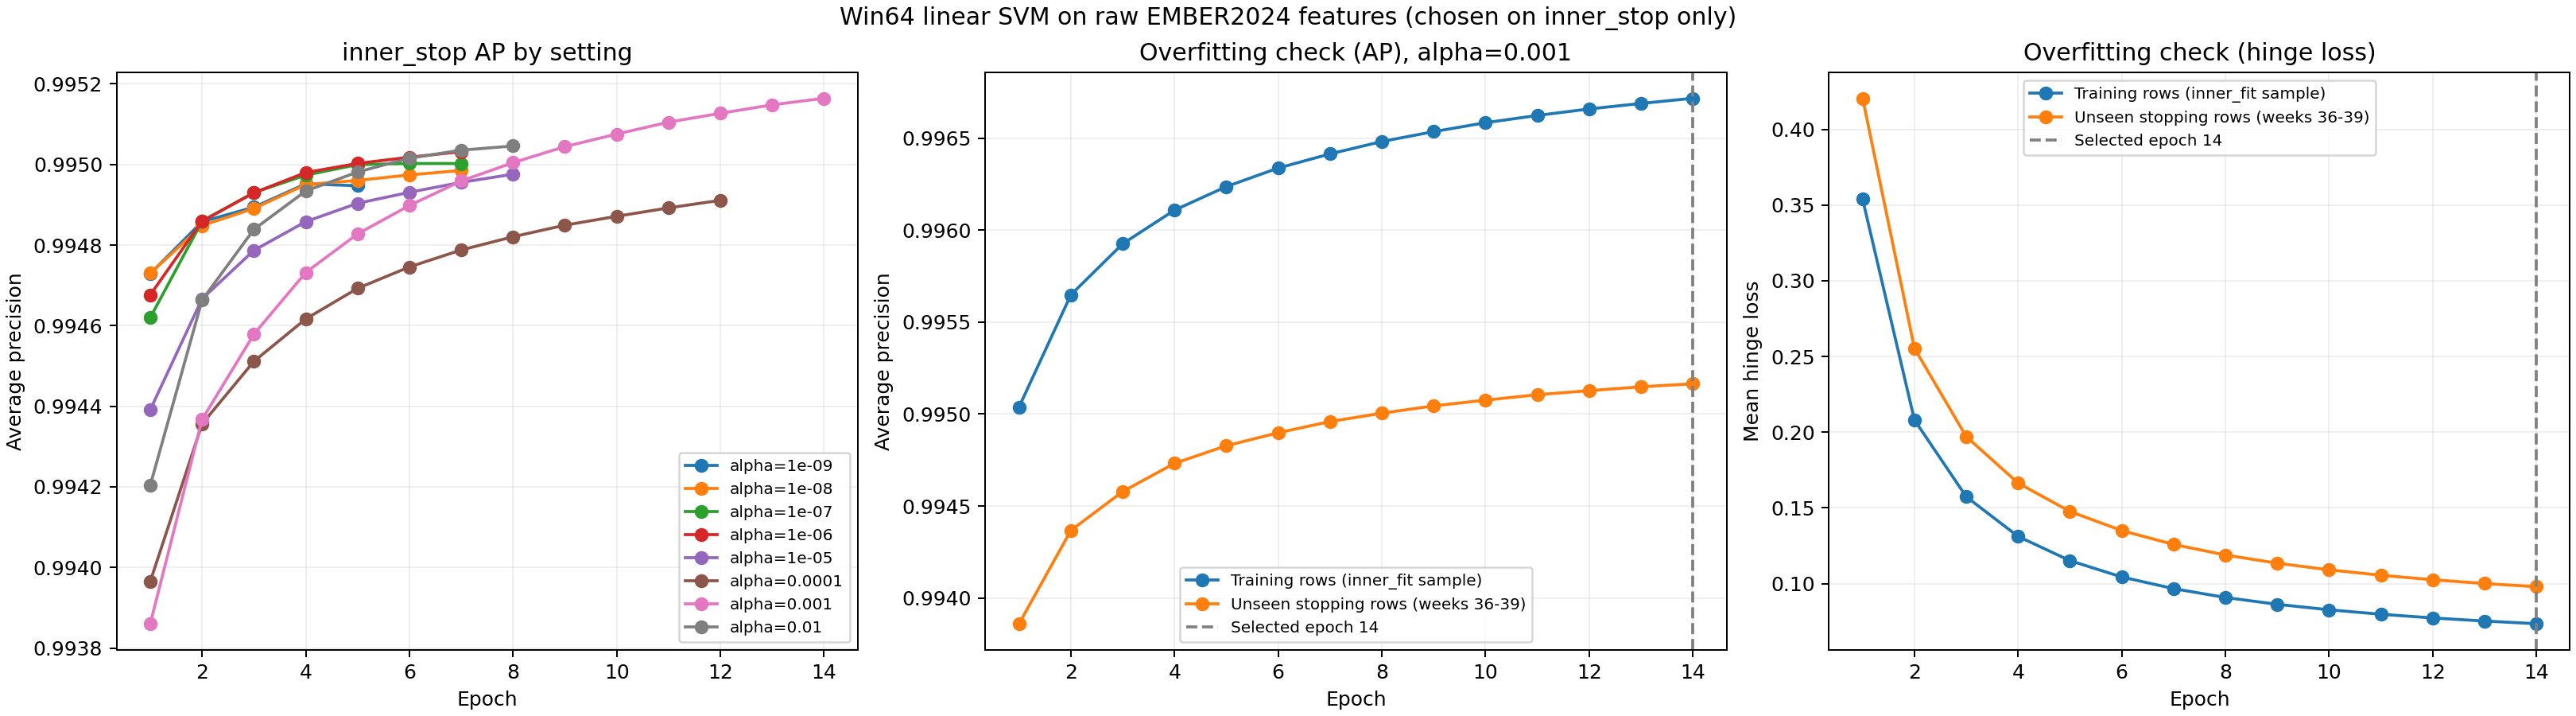 Win64 linear SVM on raw EMBER2024 features (chosen on inner_stop only)
inner_stop AP by setting
Average precision
0.9952
0.9950
0.9948
0.9946
0.9944
0.9942
0.9940
0.9938
2 4 6 8 10 12 14
Epoch
alpha=1e-09
alpha=1e-08
alpha=1e-07
alpha=1e-06
alpha=1e-05
alpha=0.0001
alpha=0.001
alpha=0.01
Overfitting check (AP), alpha=0.001
Average precision
0.9965
0.9960
0.9955
0.9950
0.9945
0.9940
2 4 6 8 10 12 14
Epoch
Training rows (inner_fit sample)
Unseen stopping rows (weeks 36-39)
Selected epoch 14
Overfitting check (hinge loss)
Mean hinge loss
0.40
0.35
0.30
0.25
0.20
0.15
0.10
2 4 6 8 10 12 14
Epoch
Training rows (inner_fit sample)
Unseen stopping rows (weeks 36-39)
Selected epoch 14